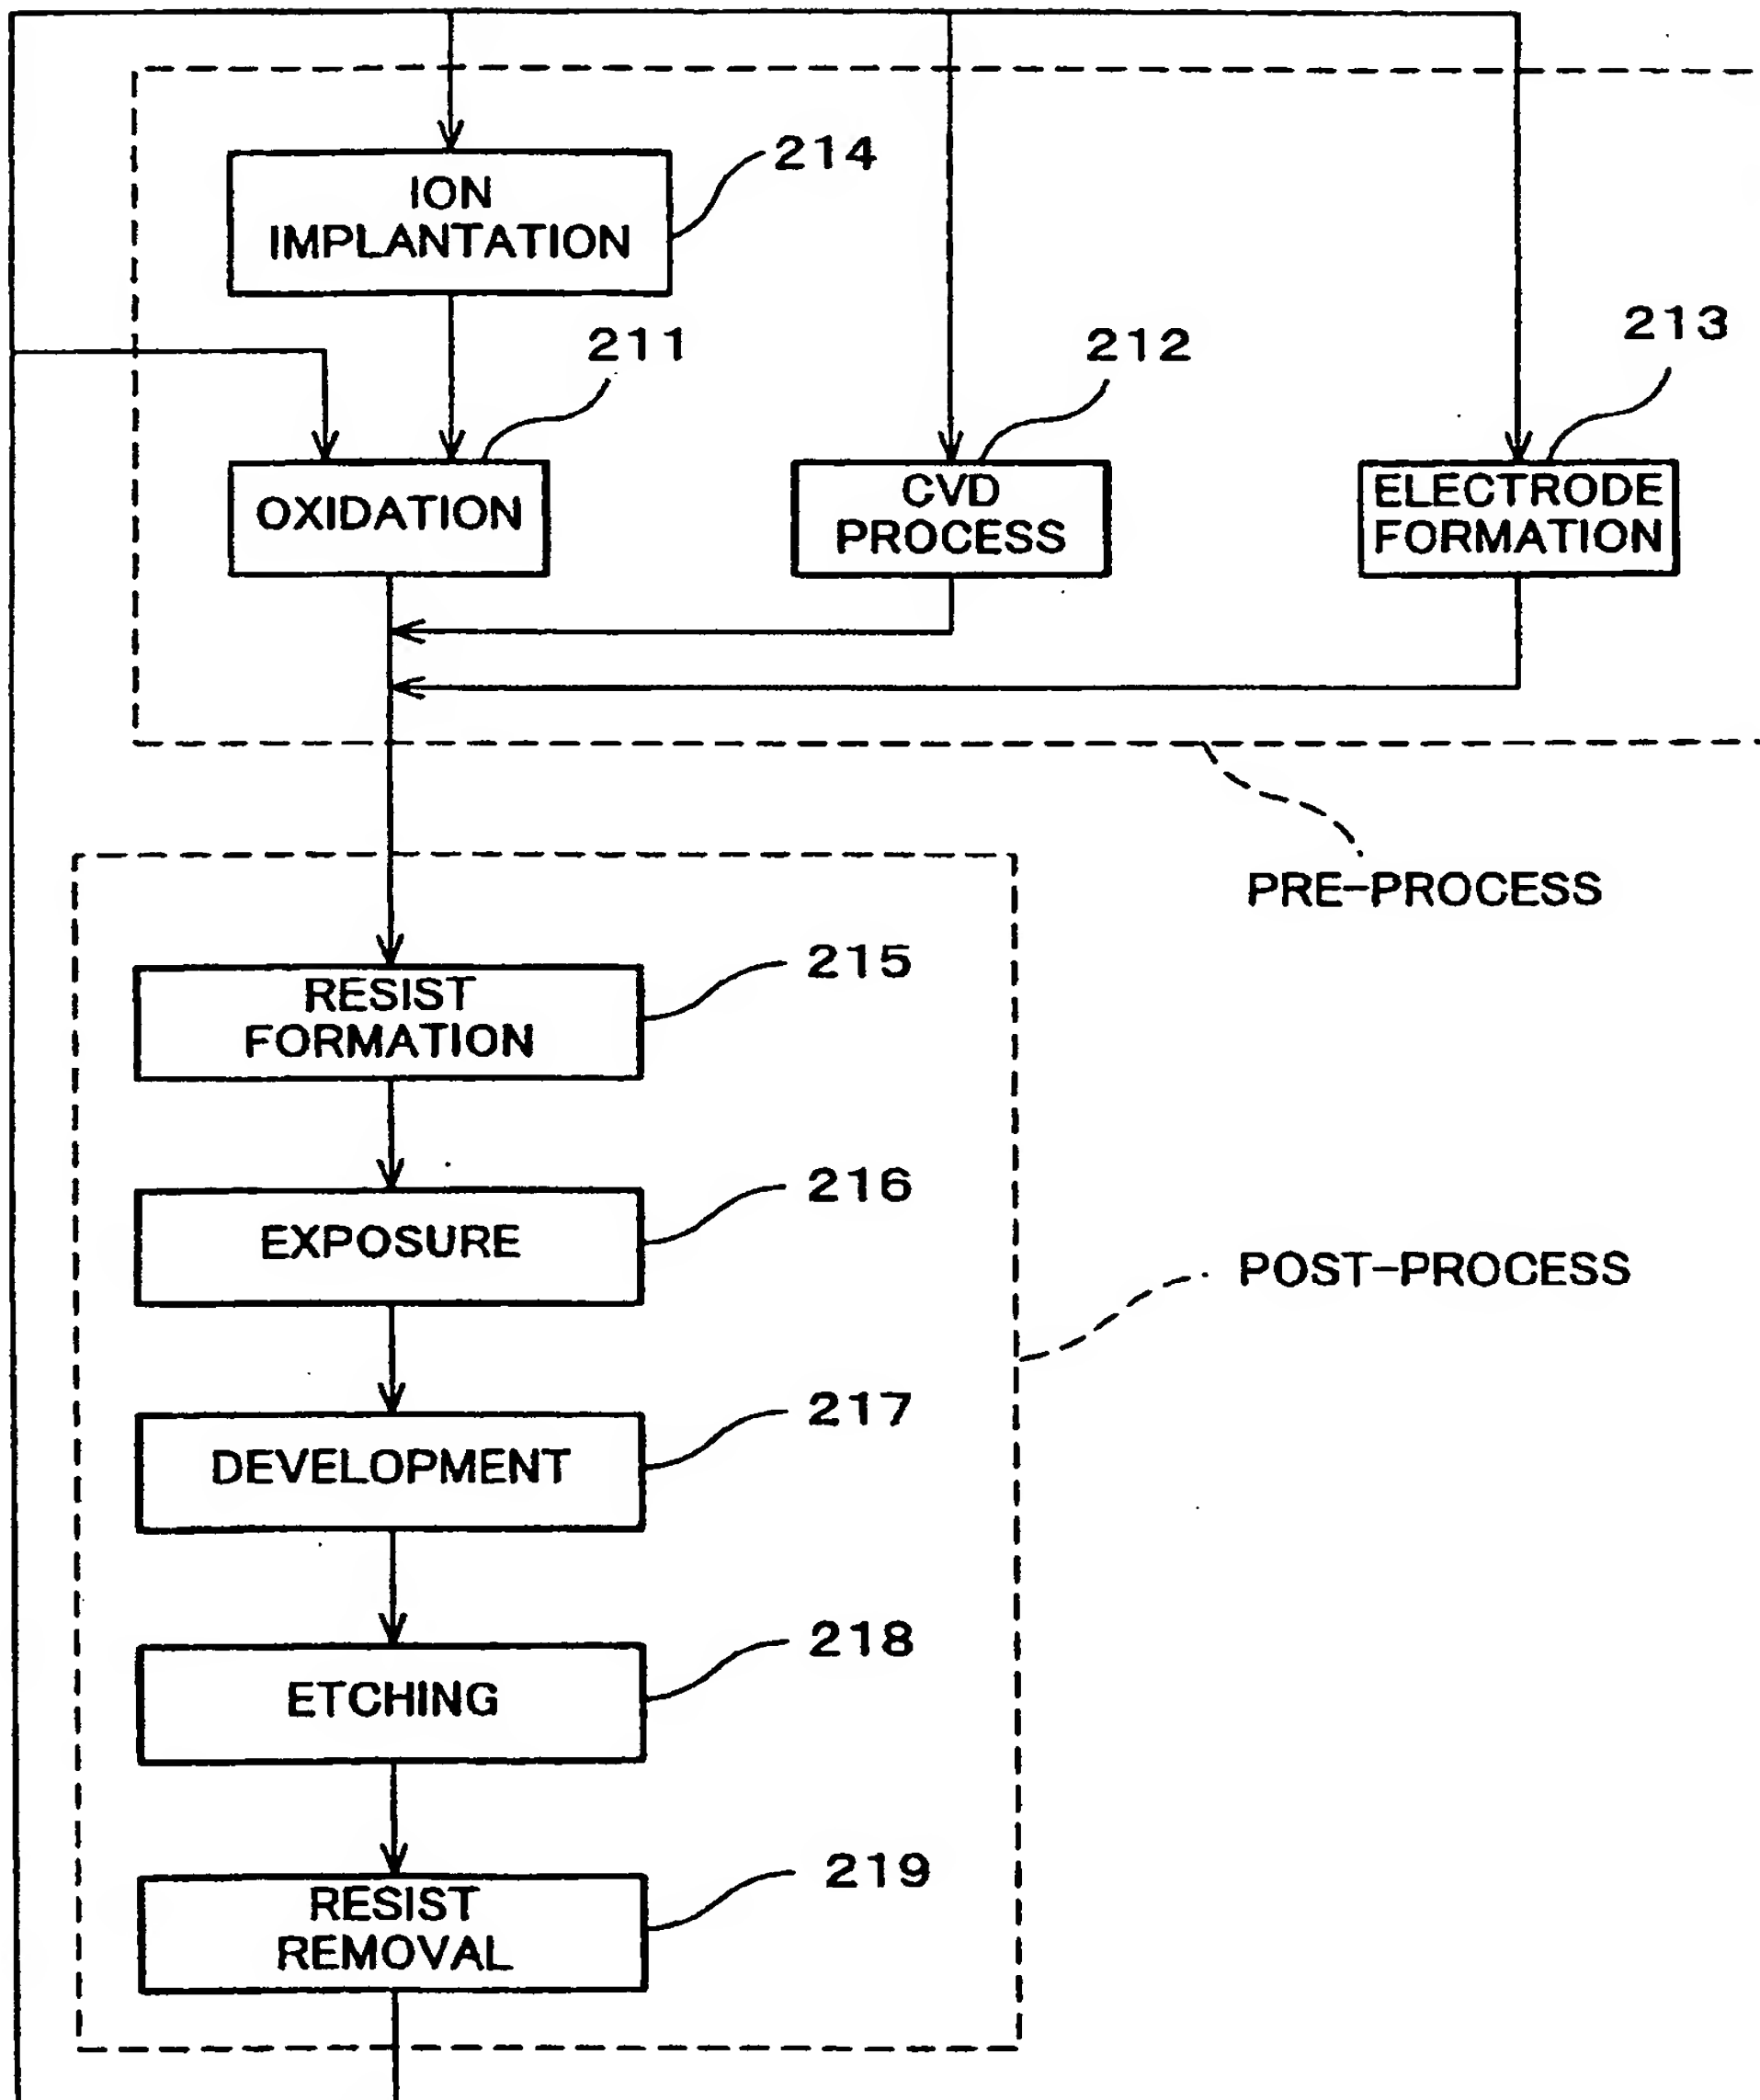 214
ION
IMPLANTATION
211
212
213
OXIDATION
CVD
PROCESS
ELECTRODE
FORMATION
PRE-PROCESS
215
RESIST
FORMATION
216
EXPOSURE
POST-PROCESS
217
DEVELOPMENT
218
ETCHING
219
RESIST
REMOVAL